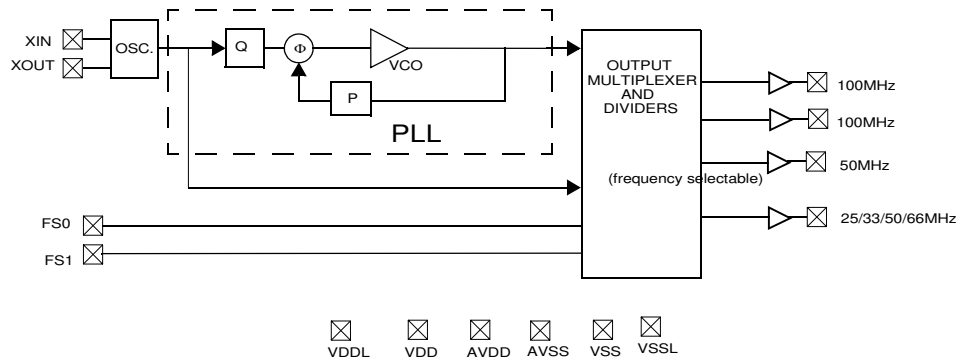 XIN
XOUT
OSC.
Q
Φ
VCO
P
PLL
OUTPUT
MULTIPLEXER
AND
DIVIDERS
(frequency selectable)
100MHz
100MHz
50MHz
25/33/50/66MHz
FS0
FS1
VDDL VDD AVDD AVSS VSS VSSL